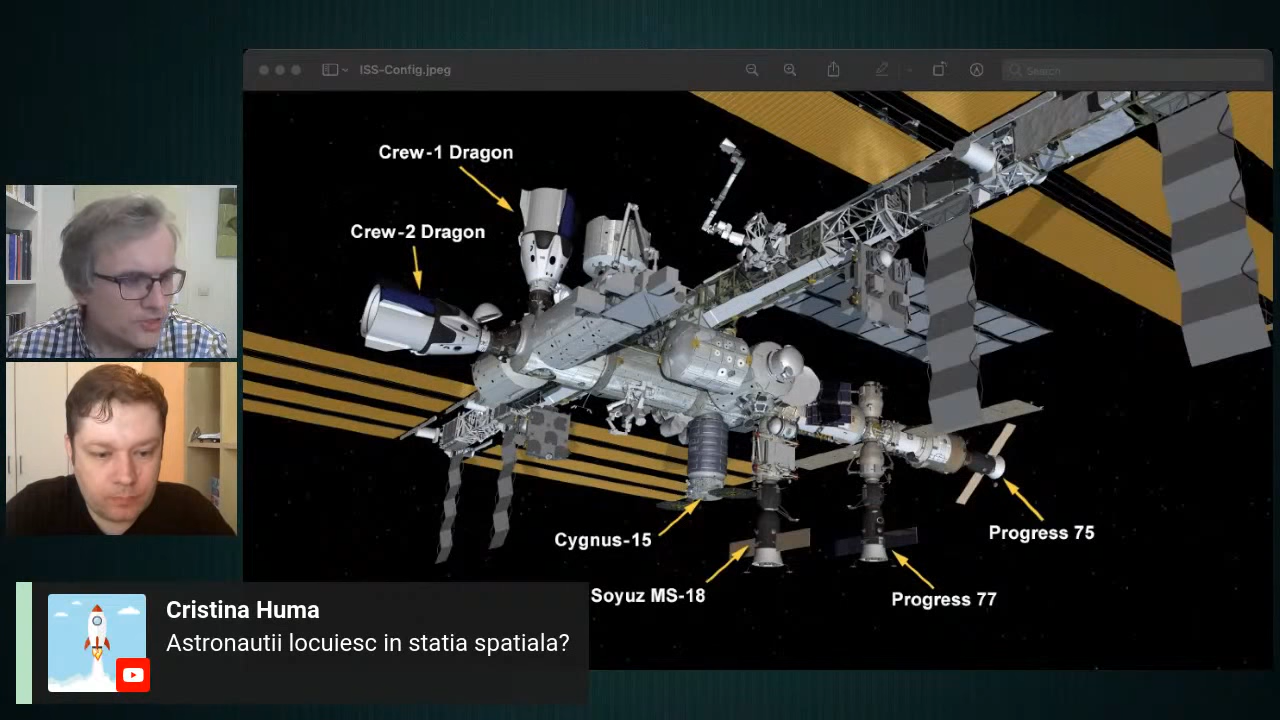 ISS-Config.jpeg
Search
Crew-1 Dragon
Crew-2 Dragon
Cygnus-15
Soyuz MS-18
Progress 75
Progress 77
Cristina Huma
Astronautii locuiesc in statia spatiala?